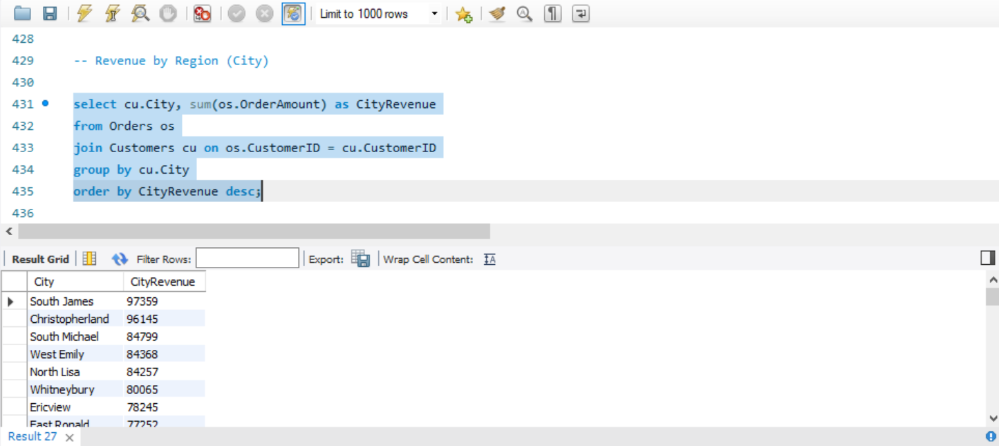 Limit to 1000 rows
428
429 -- Revenue by Region (City)
430
431 select cu.City, sum(os.OrderAmount) as CityRevenue
432 from Orders os
433 join Customers cu on os.CustomerID = cu.CustomerID
434 group by cu.City
435 order by CityRevenue desc;
436
Result Grid Filter Rows: Export: Wrap Cell Content: IA
City CityRevenue
South James 97359
Christopherland 96145
South Michael 84799
West Emily 84368
North Lisa 84257
Whitneybury 80065
Ericview 78245
East Ronald 77252
Result 27